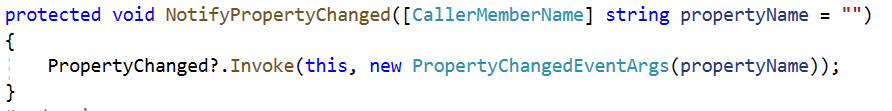 protected void NotifyPropertyChanged([CallerMemberName] string propertyName = "")
{
PropertyChanged?.Invoke(this, new PropertyChangedEventArgs(propertyName));
}